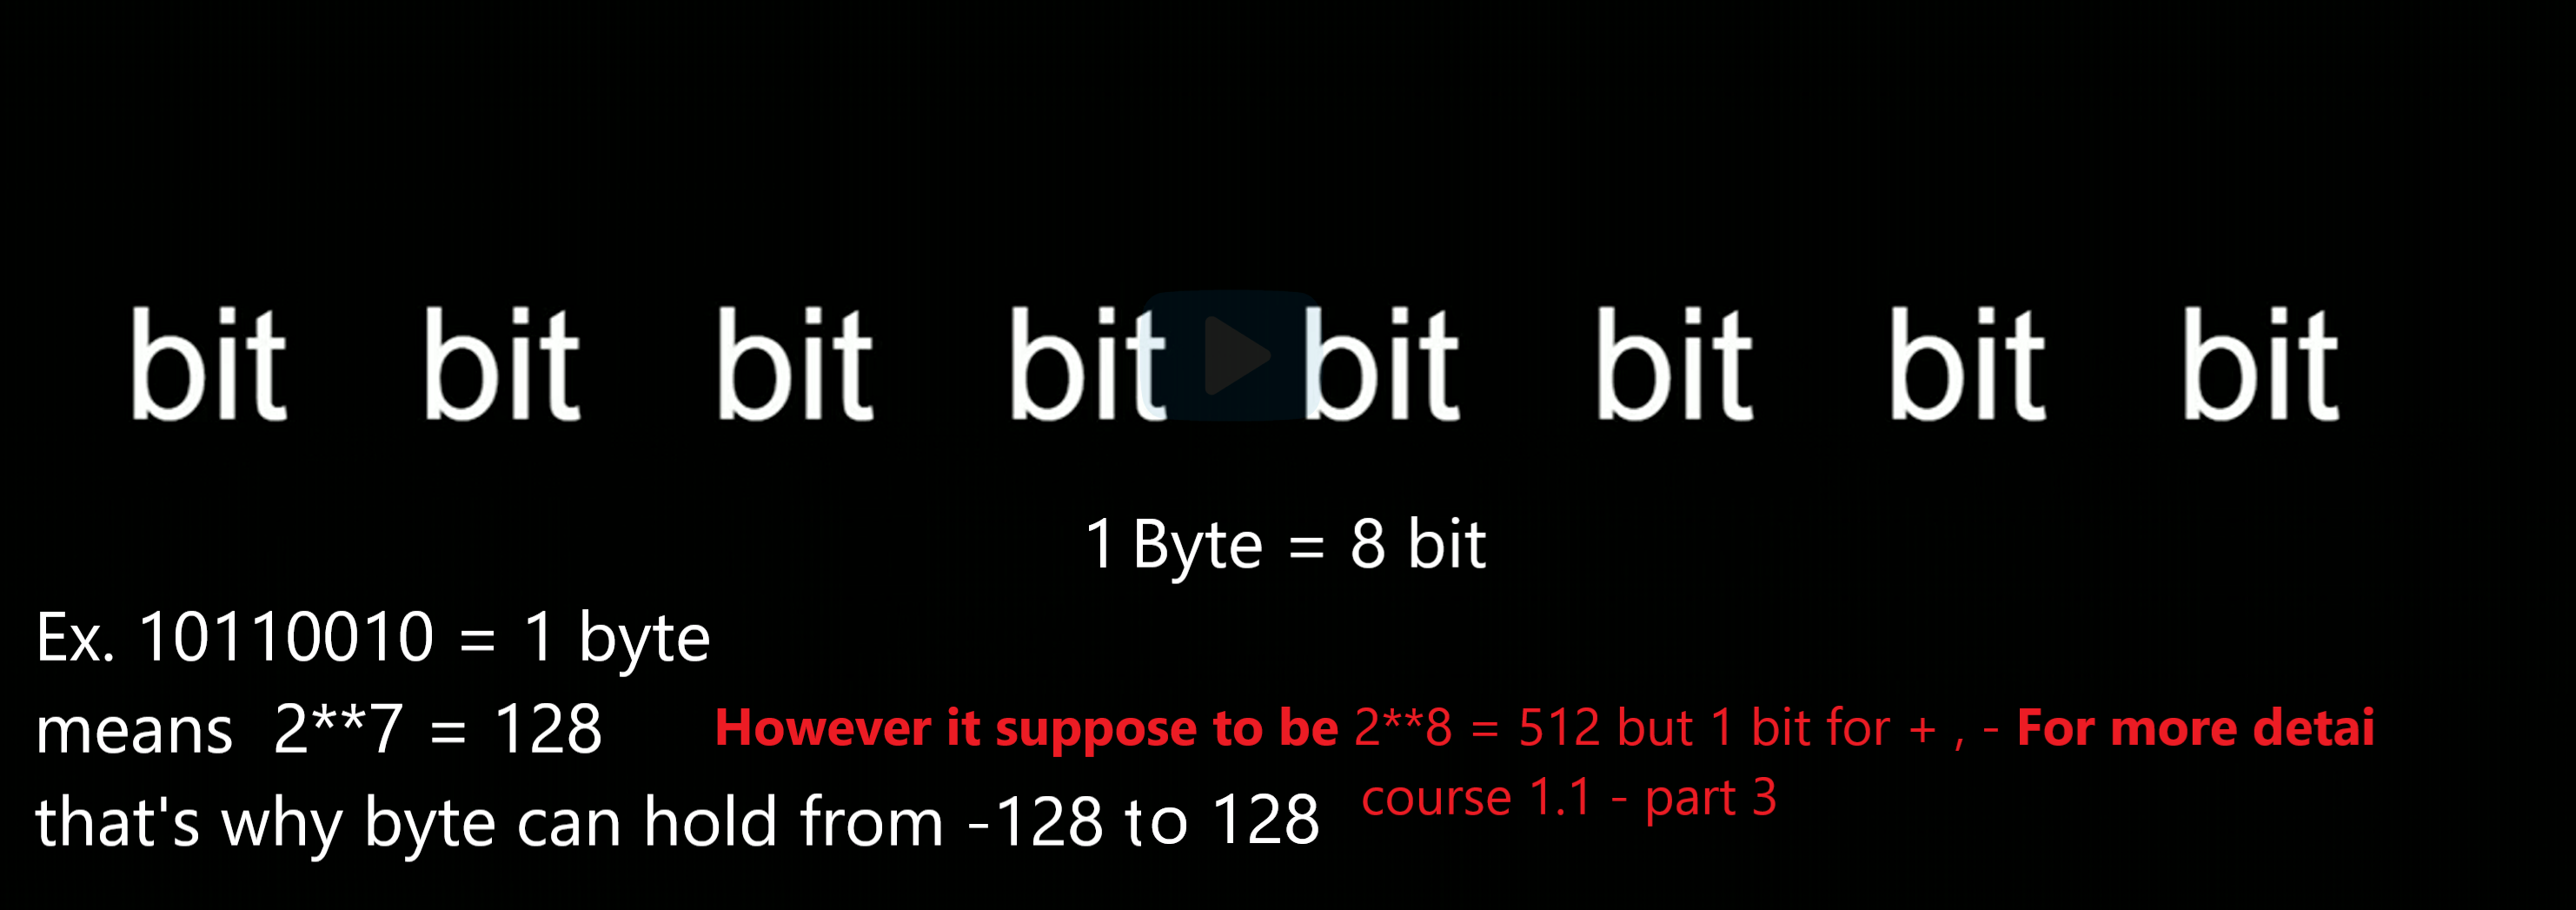 bit bit bit bit bit bit bit bit
1 Byte = 8 bit
Ex. 10110010 = 1 byte
means 2**7 = 128 However it suppose to be 2**8 = 512 but 1 bit for + , - For more detai
that's why byte can hold from -128 to 128 course 1.1 - part 3